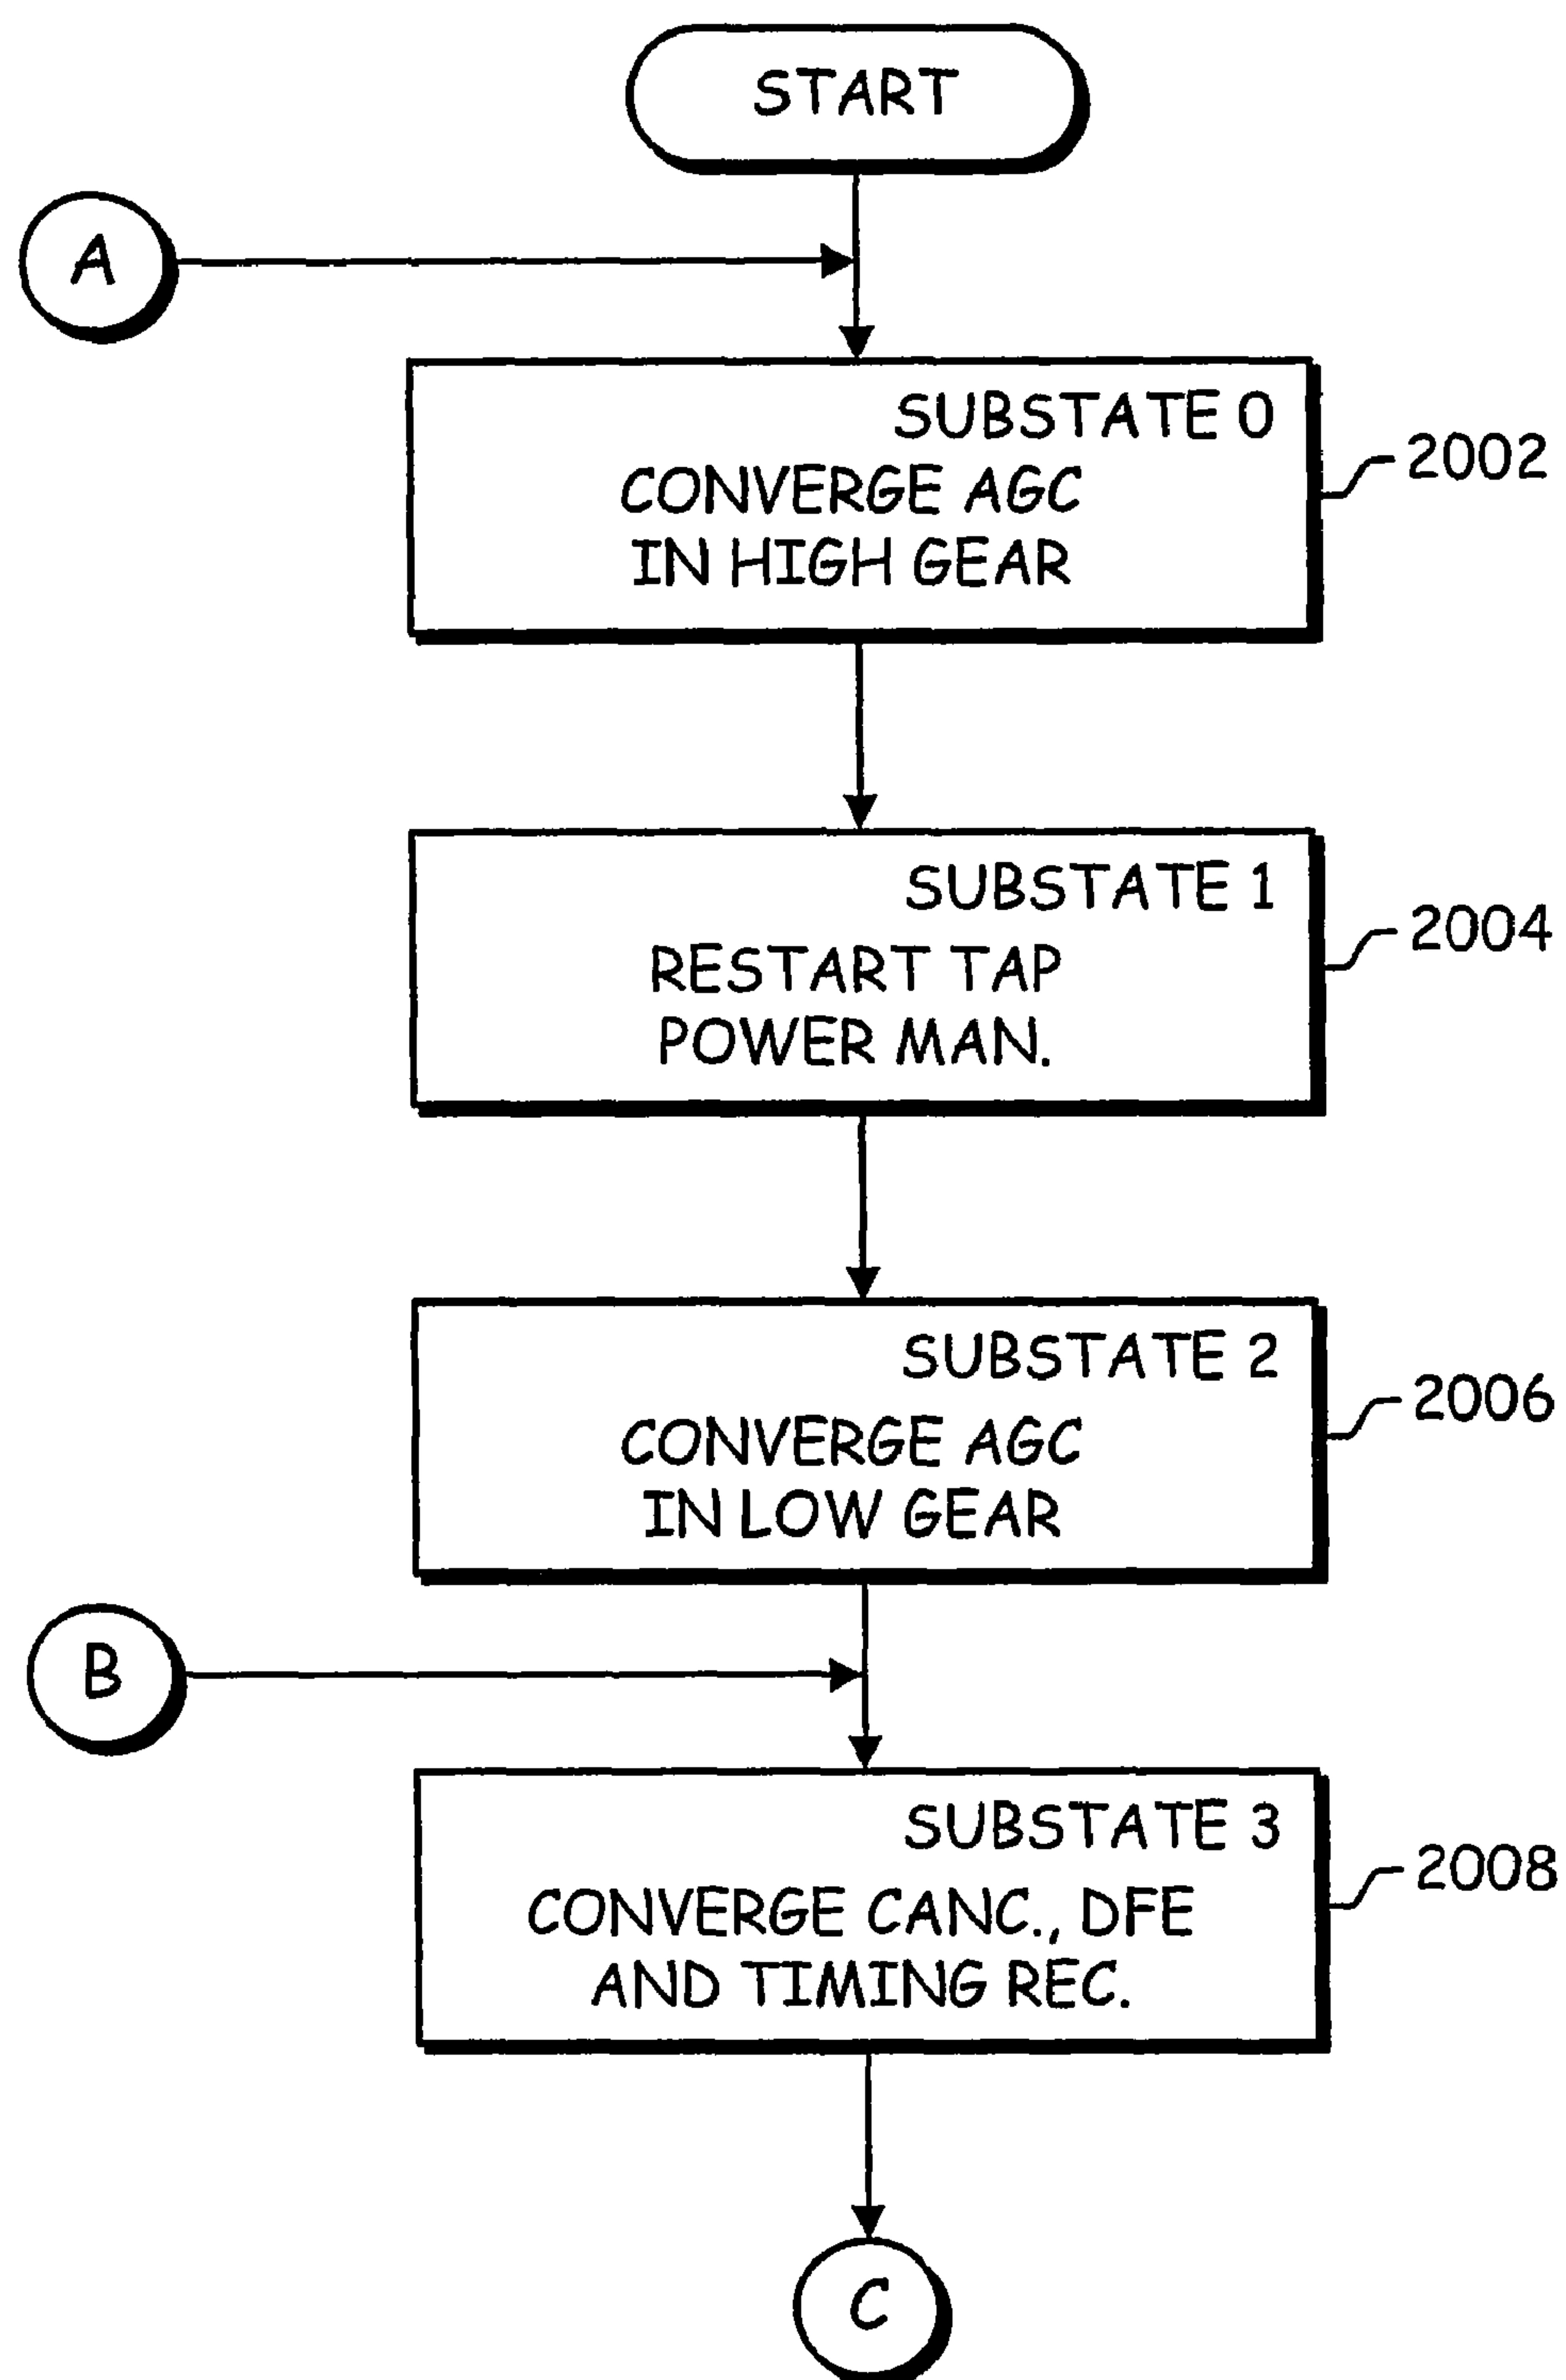 START
A
SUBSTATE 0
CONVERGE AGC
IN HIGH GEAR
2002
SUBSTATE 1
RESTART TAP
POWER MAN.
2004
SUBSTATE 2
CONVERGE AGC
IN LOW GEAR
2006
B
SUBSTATE 3
CONVERGE CANC., DFE
AND TIMING REC.
2008
C